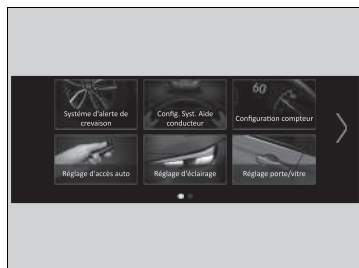 Système d'alerte de
crevaison
Config. Syst. Aide
conducteur
60
Configuration compteur
Réglage d'accès auto
Réglage d'éclairage
Réglage porte/vitre